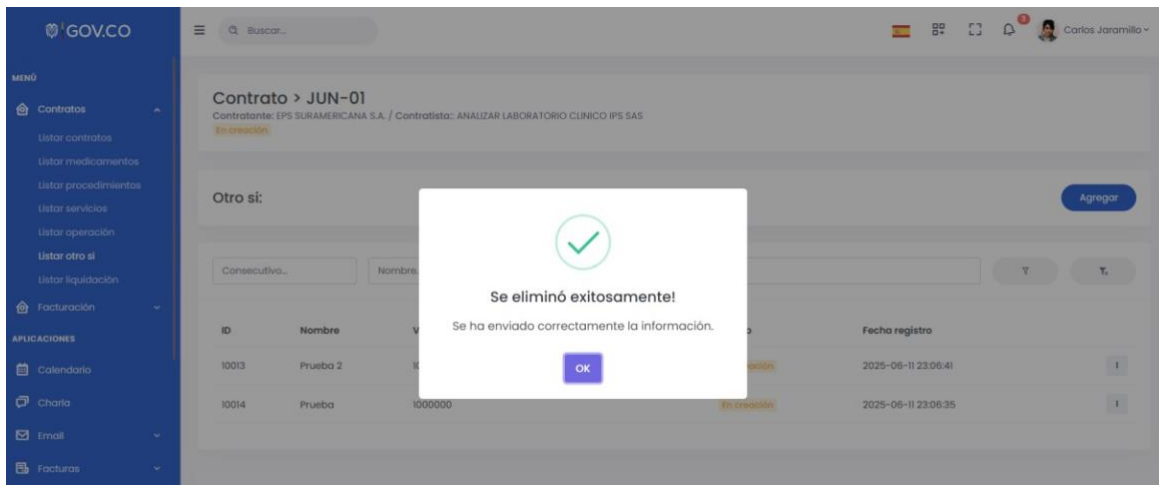 GOV.CO
Buscar...
3
Carlos Jaramillo
MENÚ
Contratos
Listar contratos
Listar medicamentos
Listar procedimientos
Listar servicios
Listar operación
Listar otro si
Listar liquidación
Facturación
APLICACIONES
Calendario
Charla
Email
Facturas
Contrato > JUN-01
Contratante: EPS SURAMERICANA S.A. / Contratista:: ANALIZAR LABORATORIO CLINICO IPS SAS
En creación
Otro si:
Agregar
Consecutivo...
Nombre
Se eliminó exitosamente!
Se ha enviado correctamente la información.
OK
ID Nombre V Fecha registro
10013 Prueba 2 10 ación 2025-06-11 23:06:41
10014 Prueba 1000000 En creación 2025-06-11 23:06:35